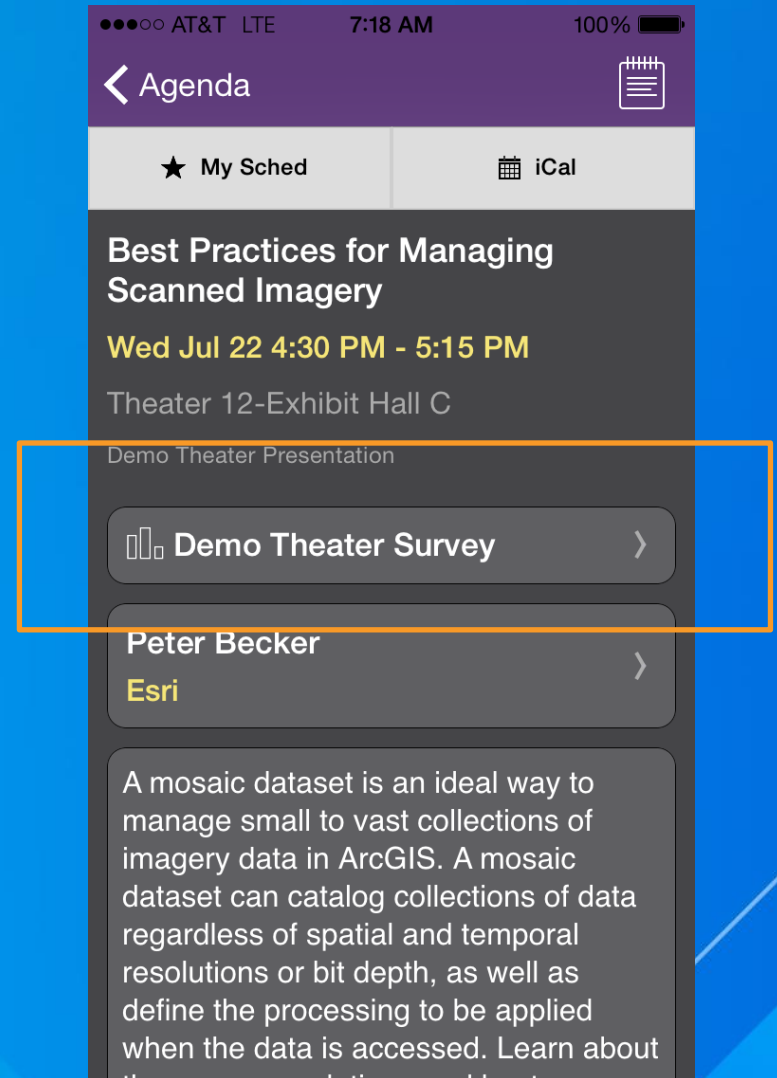 AT&T LTE 7:18 AM 100%
Agenda
My Sched iCal
Best Practices for Managing
Scanned Imagery
Wed Jul 22 4:30 PM - 5:15 PM
Theater 12-Exhibit Hall C
Demo Theater Presentation
Demo Theater Survey
Peter Becker
Esri
A mosaic dataset is an ideal way to
manage small to vast collections of
imagery data in ArcGIS. A mosaic
dataset can catalog collections of data
regardless of spatial and temporal
resolutions or bit depth, as well as
define the processing to be applied
when the data is accessed. Learn about